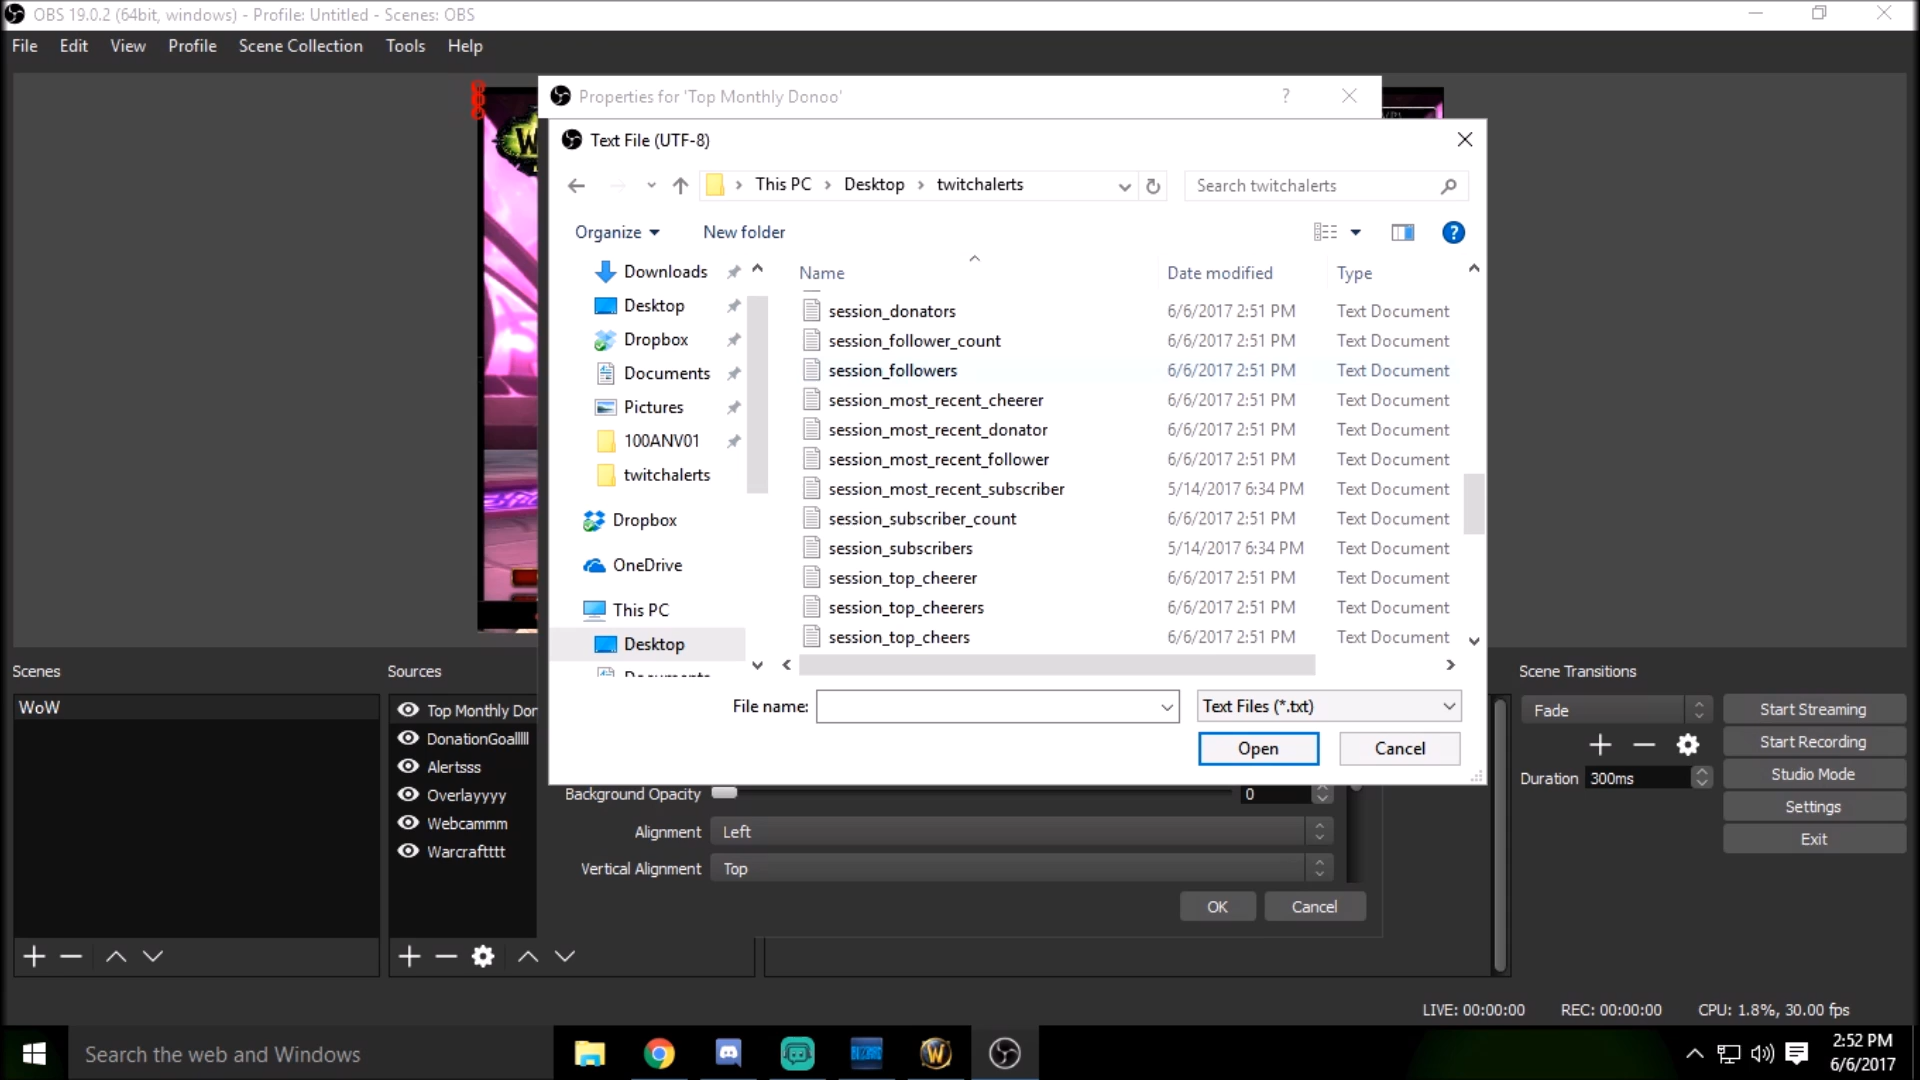 OBS 19.0.2 (64bit, windows) - Profile: Untitled - Scenes: OBS
File Edit View Profile Scene Collection Tools Help
Properties for 'Top Monthly Donoo' ?
Text File (UTF-8)
This PC › Desktop › twitchalerts
Search twitchalerts
Organize New folder ?
Name Date modified Type
Downloads
Desktop
Dropbox
Documents
Pictures
100ANV01
twitchalerts
Dropbox
OneDrive
This PC
Desktop
session_donators 6/6/2017 2:51 PM Text Document
session_follower_count 6/6/2017 2:51 PM Text Document
session_followers 6/6/2017 2:51 PM Text Document
session_most_recent_cheerer 6/6/2017 2:51 PM Text Document
session_most_recent_donator 6/6/2017 2:51 PM Text Document
session_most_recent_follower 6/6/2017 2:51 PM Text Document
session_most_recent_subscriber 5/14/2017 6:34 PM Text Document
session_subscriber_count 6/6/2017 2:51 PM Text Document
session_subscribers 5/14/2017 6:34 PM Text Document
session_top_cheerer 6/6/2017 2:51 PM Text Document
session_top_cheerers 6/6/2017 2:51 PM Text Document
session_top_cheers 6/6/2017 2:51 PM Text Document
File name: Text Files (*.txt)
Open Cancel
Background Opacity 0
Alignment Left
Vertical Alignment Top
OK Cancel
Scenes
WoW
Sources
Top Monthly Don
DonationGoalllll
Alertsss
Overlayyyy
Webcammm
Warcraftttt
Scene Transitions
Fade
Duration 300ms
Start Streaming
Start Recording
Studio Mode
Settings
Exit
LIVE: 00:00:00 REC: 00:00:00 CPU: 1.8%, 30.00 fps
Search the web and Windows
2:52 PM
6/6/2017